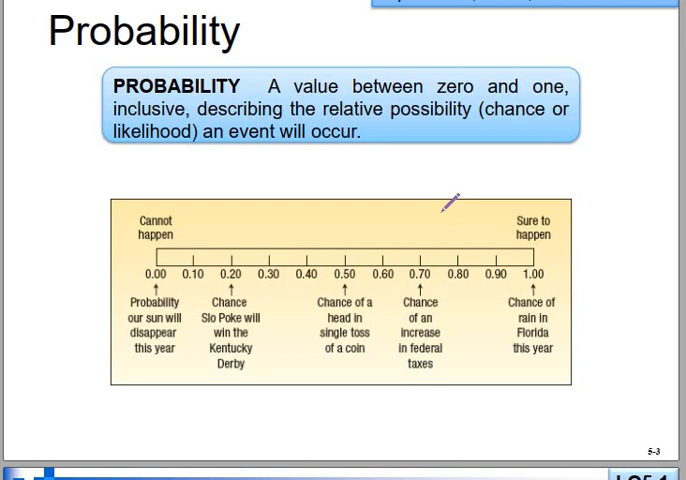 Probability
PROBABILITY A value between zero and one,
inclusive, describing the relative possibility (chance or
likelihood) an event will occur.
Cannot
happen
Sure to
happen
0.00 0.10 0.20 0.30 0.40 0.50 0.60 0.70 0.80 0.90 1.00
Probability
our sun will
disappear
this year
Chance
Slo Poke will
win the
Kentucky
Derby
Chance of a
head in
single toss
of a coin
Chance
of an
increase
in federal
taxes
Chance of
rain in
Florida
this year
5-3